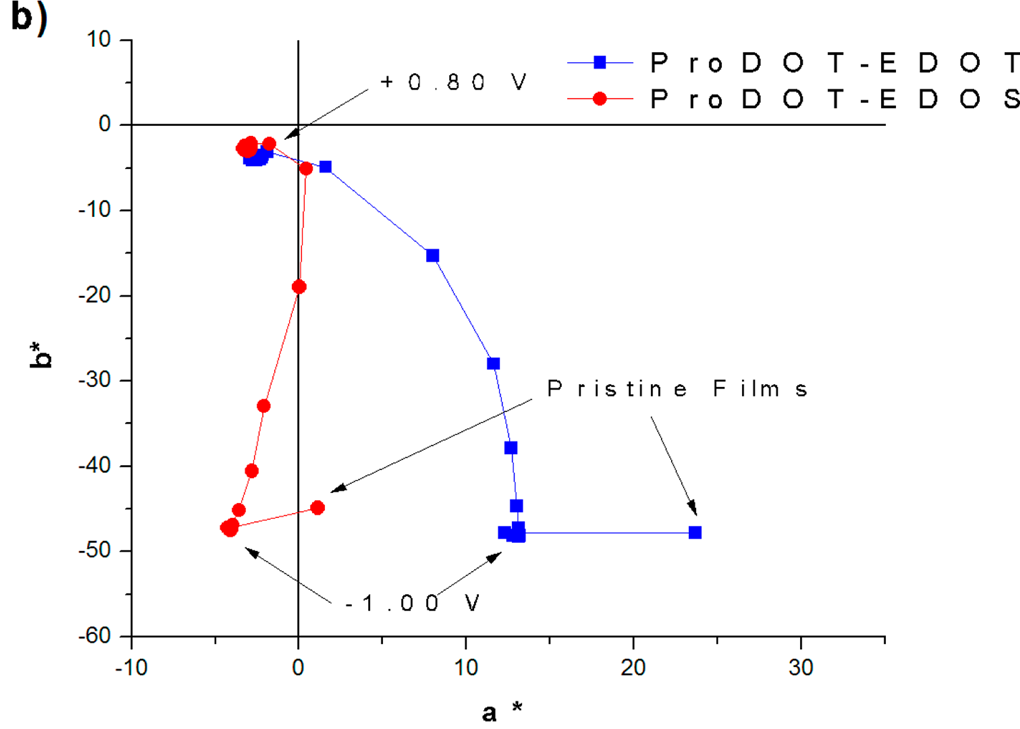 b)
10
ProDOT-EDOT
+0.80 V
ProDOT-EDOS
0
-10
-20
-30
b*
Pristine Films
-40
-50
-1.00 V
-60
-10 0 10 20 30
a *